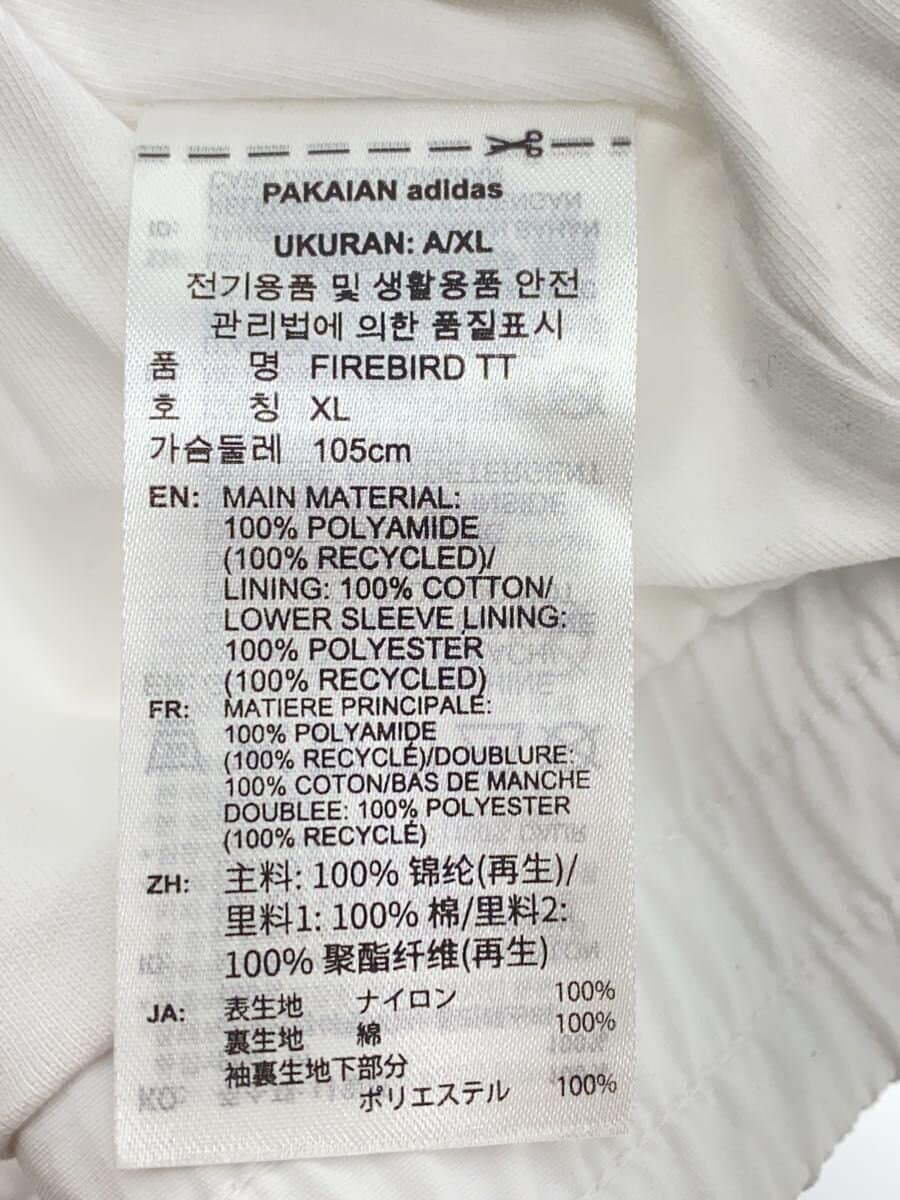 PAKAIAN adidas
UKURAN: A/XL
전기용품 및 생활용품 안전
관리법에 의한 품질표시
품 명 FIREBIRD TT
호 칭 XL
가슴둘레 105cm
EN: MAIN MATERIAL:
100% POLYAMIDE
(100% RECYCLED)/
LINING: 100% COTTON/
LOWER SLEEVE LINING:
100% POLYESTER
(100% RECYCLED)
FR: MATIERE PRINCIPALE:
100% POLYAMIDE
(100% RECYCLÉ)/DOUBLURE:
100% COTON/BAS DE MANCHE
DOUBLEE: 100% POLYESTER
(100% RECYCLÉ)
ZH: 主料: 100% 锦纶(再生)/
里料1: 100% 棉/里料2:
100% 聚酯纤维(再生)
JA: 表生地 ナイロン 100%
裏生地 綿 100%
袖裏生地下部分
ポリエステル 100%